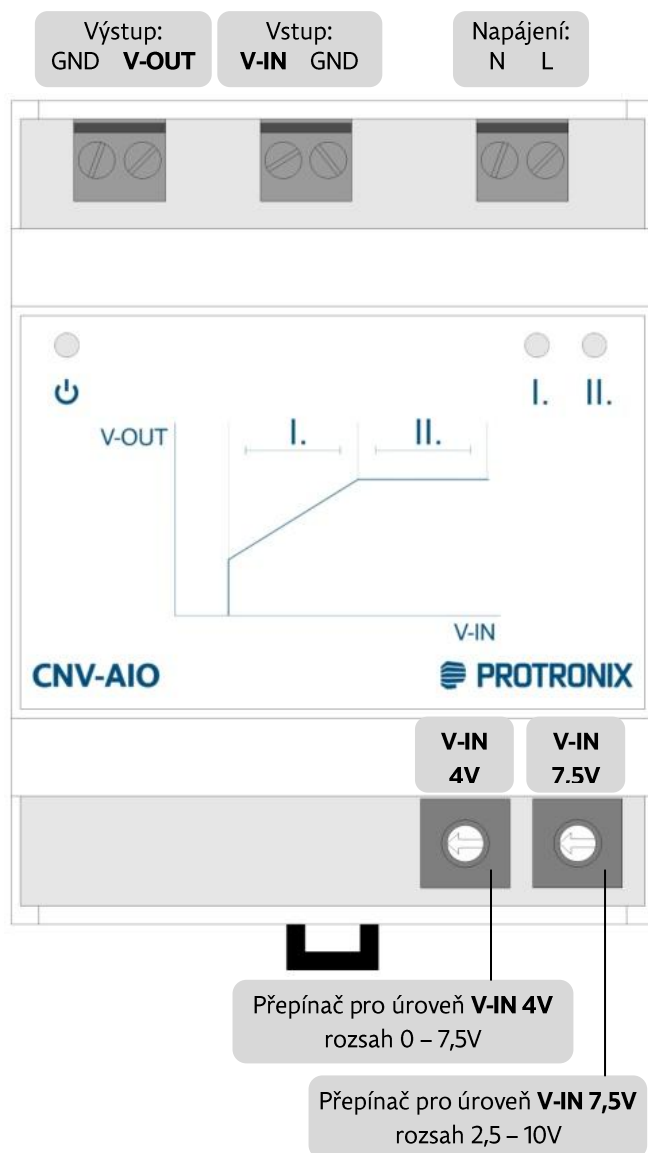 Výstup:
GND V-OUT
Vstup:
V-IN GND
Napájení:
N L
I. II.
V-OUT
I. II.
V-IN
CNV-AIO
PROTRONIX
V-IN
4V
V-IN
7,5V
Přepínač pro úroveň V-IN 4V
rozsah 0 – 7,5V
Přepínač pro úroveň V-IN 7,5V
rozsah 2,5 – 10V